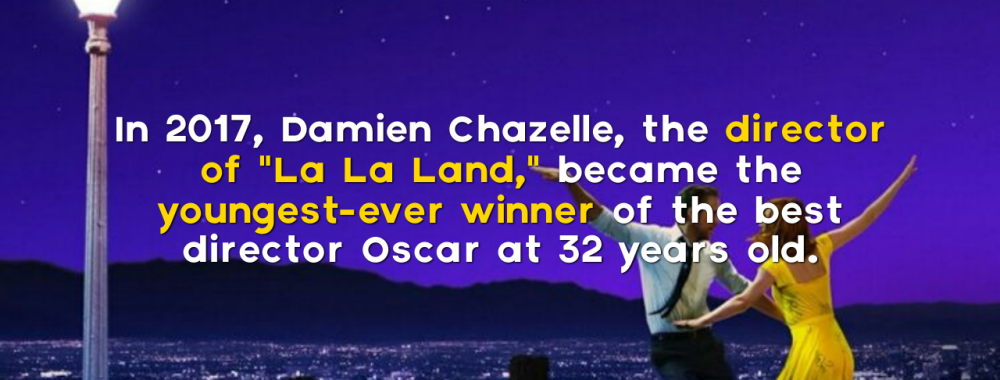 In 2017, Damien Chazelle, the director
of "La La Land," became the
youngest-ever winner of the best
director Oscar at 32 years old.